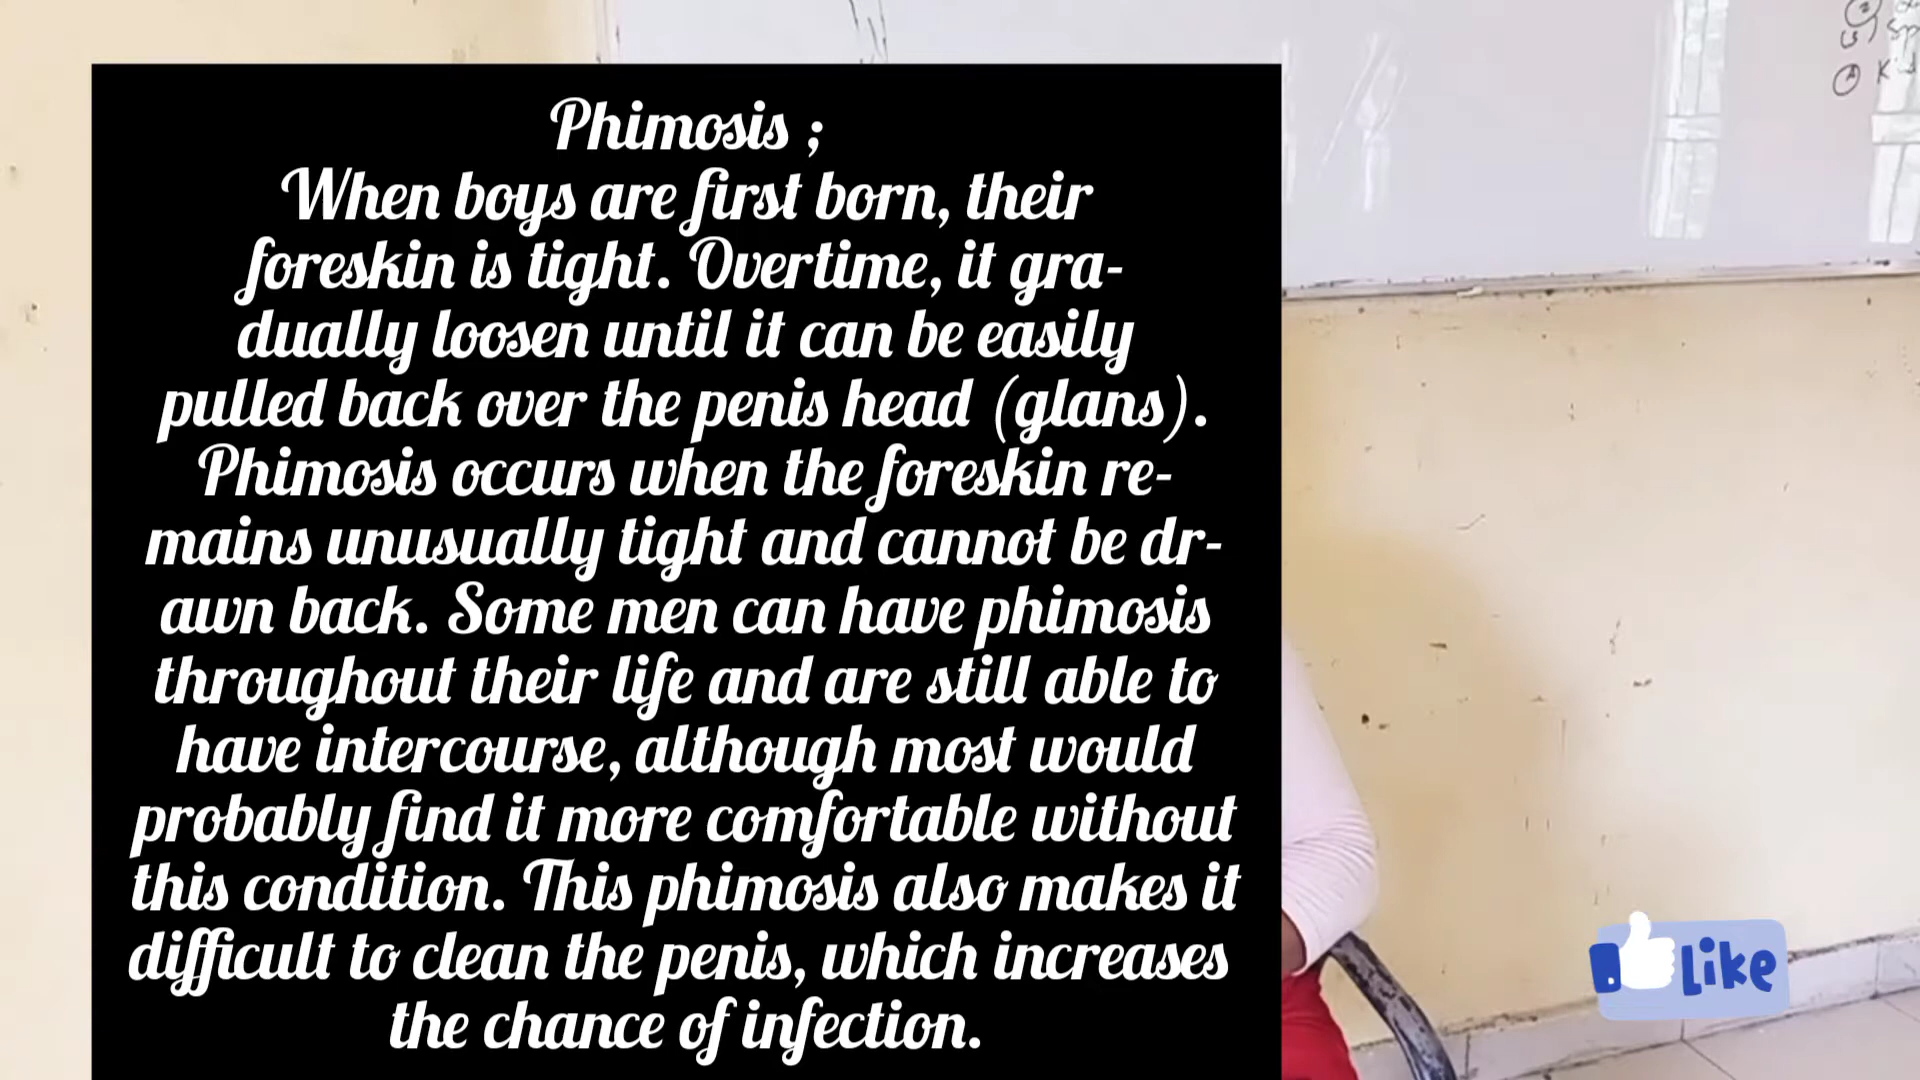 Phimosis ;
When boys are first born, their
foreskin is tight. Overtime, it gra-
dually loosen until it can be easily
pulled back over the penis head (glans).
Phimosis occurs when the foreskin re-
mains unusually tight and cannot be dr-
awn back. Some men can have phimosis
throughout their life and are still able to
have intercourse, although most would
probably find it more comfortable without
this condition. This phimosis also makes it
difficult to clean the penis, which increases
the chance of infection.
like